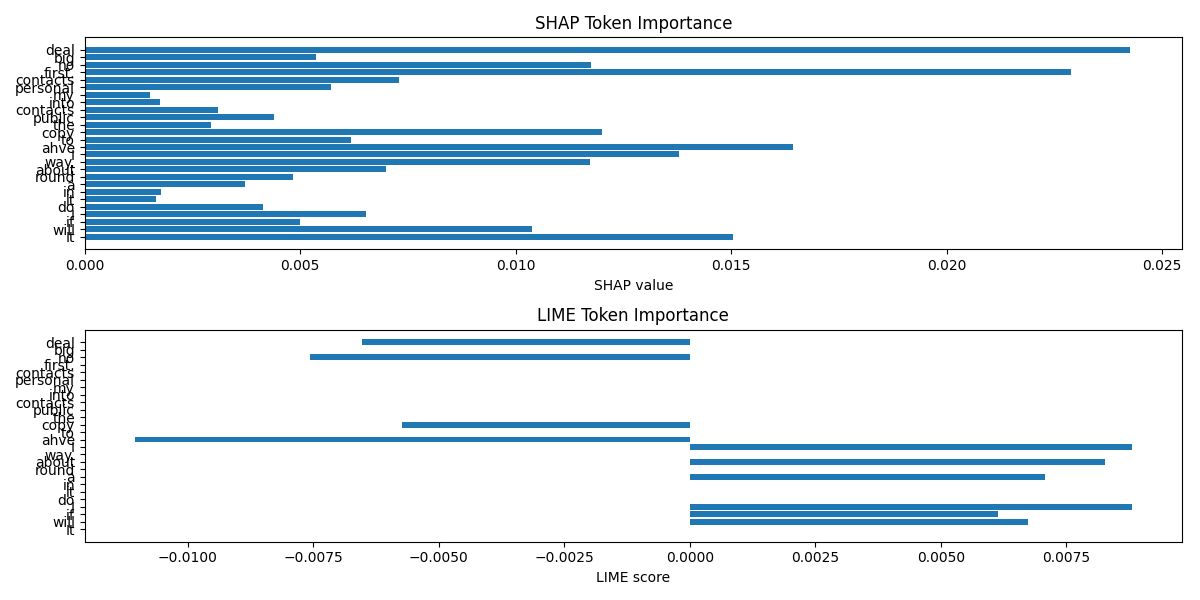 SHAP Token Importance
deal
big
no
first,
contacts
personal
my
into
contacts
public
the
copy
to
ahve
I
way,
about
round
a
in
it
do
I
if
will
it
0.000 0.005 0.010 0.015 0.020 0.025
SHAP value
LIME Token Importance
deal
big
no
first,
contacts
personal
my
into
contacts
public
the
copy
to
ahve
I
way,
about
round
a
in
it
do
I
if
will
it
−0.0100 −0.0075 −0.0050 −0.0025 0.0000 0.0025 0.0050 0.0075
LIME score